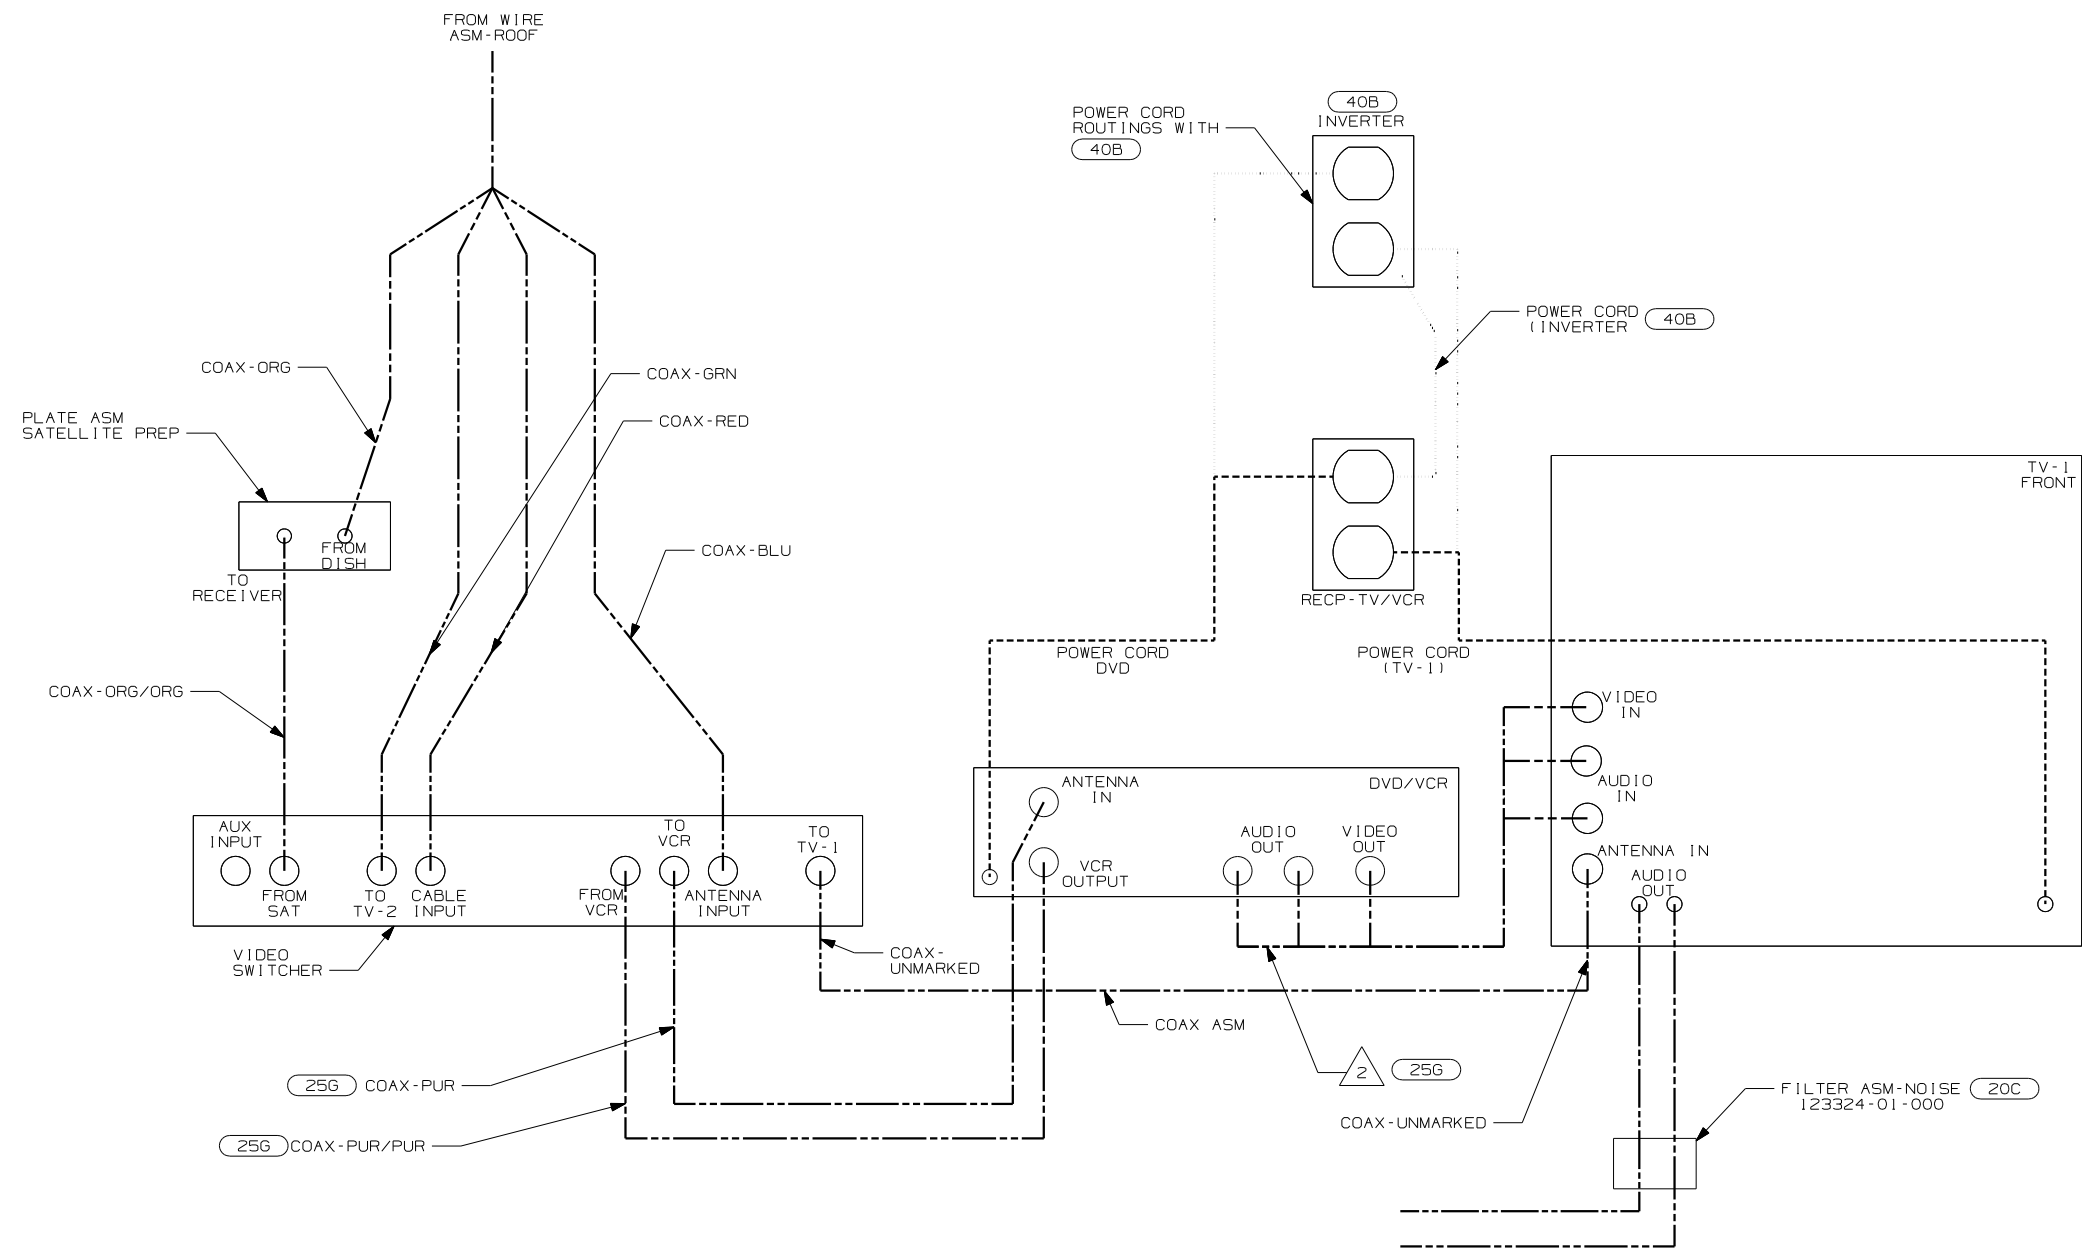 FROM WIRE
ASM-ROOF
40B
INVERTER
POWER CORD
ROUTINGS WITH
40B
POWER CORD
(INVERTER
40B
COAX-ORG
COAX-GRN
PLATE ASM
SATELLITE PREP
COAX-RED
TV-1
FRONT
FROM
DISH
TO
RECEIVER
COAX-BLU
RECP-TV/VCR
POWER CORD
DVD
POWER CORD
(TV-1)
COAX-ORG/ORG
VIDEO
IN
AUDIO
IN
ANTENNA IN
AUDIO
OUT
ANTENNA
IN
DVD/VCR
VCR
OUTPUT
AUDIO
OUT
VIDEO
OUT
AUX
INPUT
TO
VCR
TO
TV-1
FROM
SAT
TO
TV-2
CABLE
INPUT
FROM
VCR
ANTENNA
INPUT
VIDEO
SWITCHER
COAX-
UNMARKED
COAX ASM
2
25G
25G
COAX-PUR
25G
COAX-PUR/PUR
COAX-UNMARKED
FILTER ASM-NOISE
20C
123324-01-000